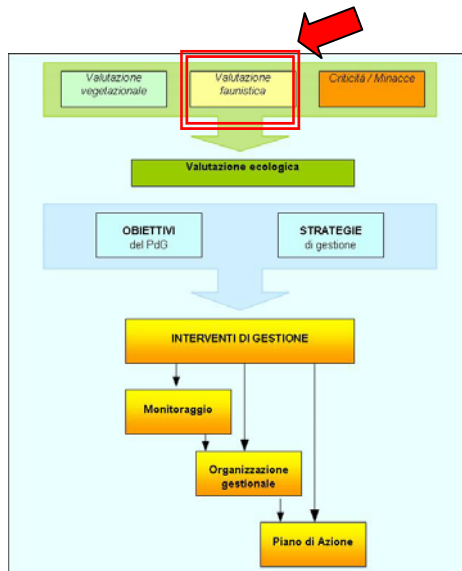 Valutazione
vegetazionale
Valutazione
faunistica
Criticità / Minacce
Valutazione ecologica
OBIETTIVI
del PdG
STRATEGIE
di gestione
INTERVENTI DI GESTIONE
Monitoraggio
Organizzazione
gestionale
Piano di Azione